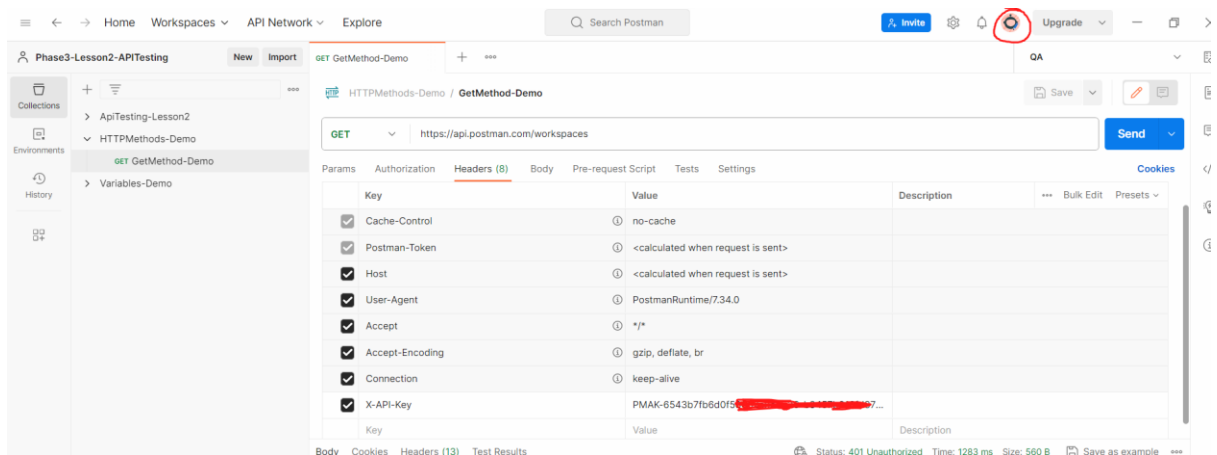 Home Workspaces API Network Explore Search Postman Invite Upgrade
Phase3-Lesson2-APITesting New Import GET GetMethod-Demo QA
Collections
Environments
History
ApiTesting-Lesson2
HTTPMethods-Demo
GET GetMethod-Demo
Variables-Demo
HTTP HTTPMethods-Demo / GetMethod-Demo Save
GET https://api.postman.com/workspaces Send
Params Authorization Headers (8) Body Pre-request Script Tests Settings Cookies
Key Value Description Bulk Edit Presets
Cache-Control no-cache
Postman-Token <calculated when request is sent>
Host <calculated when request is sent>
User-Agent PostmanRuntime/7.34.0
Accept */*
Accept-Encoding gzip, deflate, br
Connection keep-alive
X-API-Key
Key Value Description
Body Cookies Headers (13) Test Results Status: 401 Unauthorized Time: 1283 ms Size: 560 B Save as example